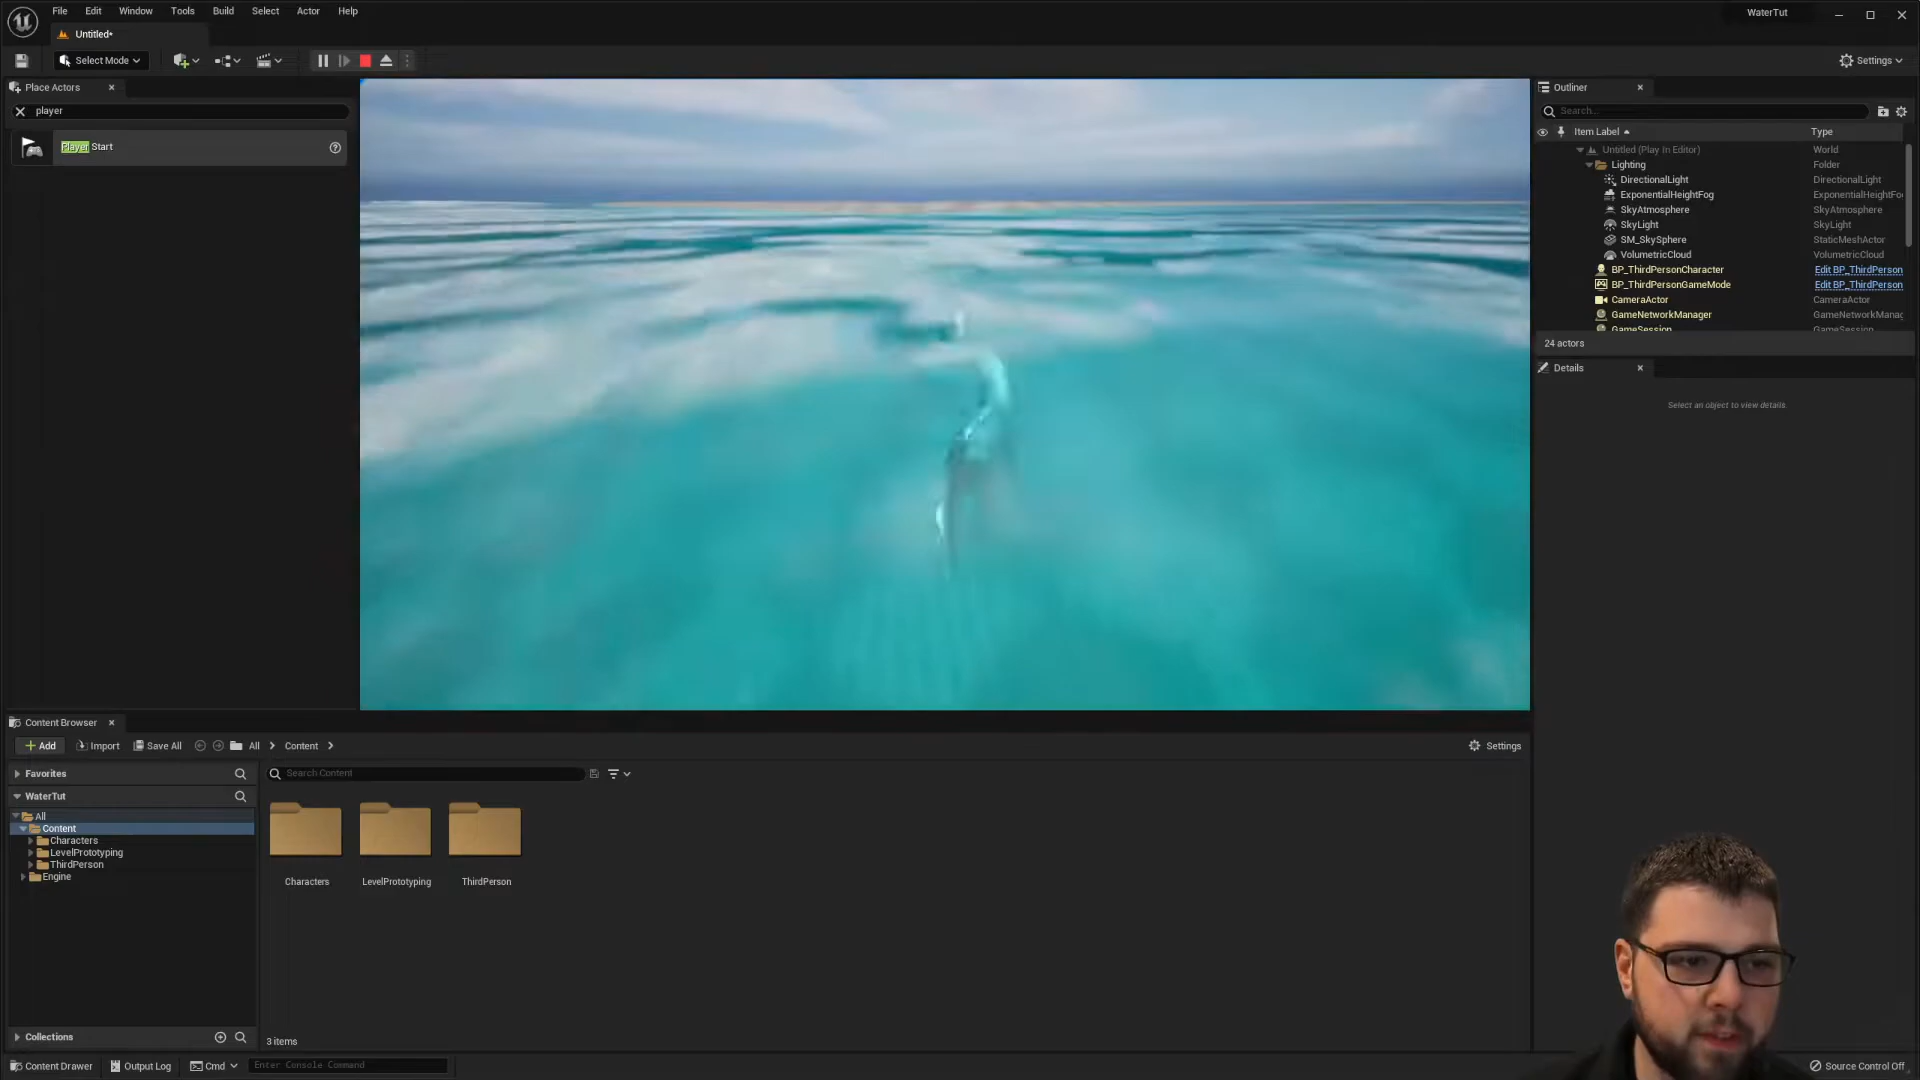 File Edit Window Tools Build Select Actor Help
WaterTut
Untitled*
Select Mode
Settings
Place Actors
player
Player Start
Outliner
Search...
Item Label Type
Untitled (Play In Editor) World
Lighting Folder
DirectionalLight DirectionalLight
ExponentialHeightFog ExponentialHeightFo
SkyAtmosphere SkyAtmosphere
SkyLight SkyLight
SM_SkySphere StaticMeshActor
VolumetricCloud VolumetricCloud
BP_ThirdPersonCharacter Edit BP_ThirdPerson
BP_ThirdPersonGameMode Edit BP_ThirdPerson
CameraActor CameraActor
GameNetworkManager GameNetworkManag
GameSession GameSession
24 actors
Details
Select an object to view details.
Content Browser
Add Import Save All All Content Settings
Favorites
Search Content
WaterTut
All
Content
Characters
LevelPrototyping
ThirdPerson
Engine
Characters LevelPrototyping ThirdPerson
Collections
3 items
Content Drawer Output Log Cmd Enter Console Command Source Control Off